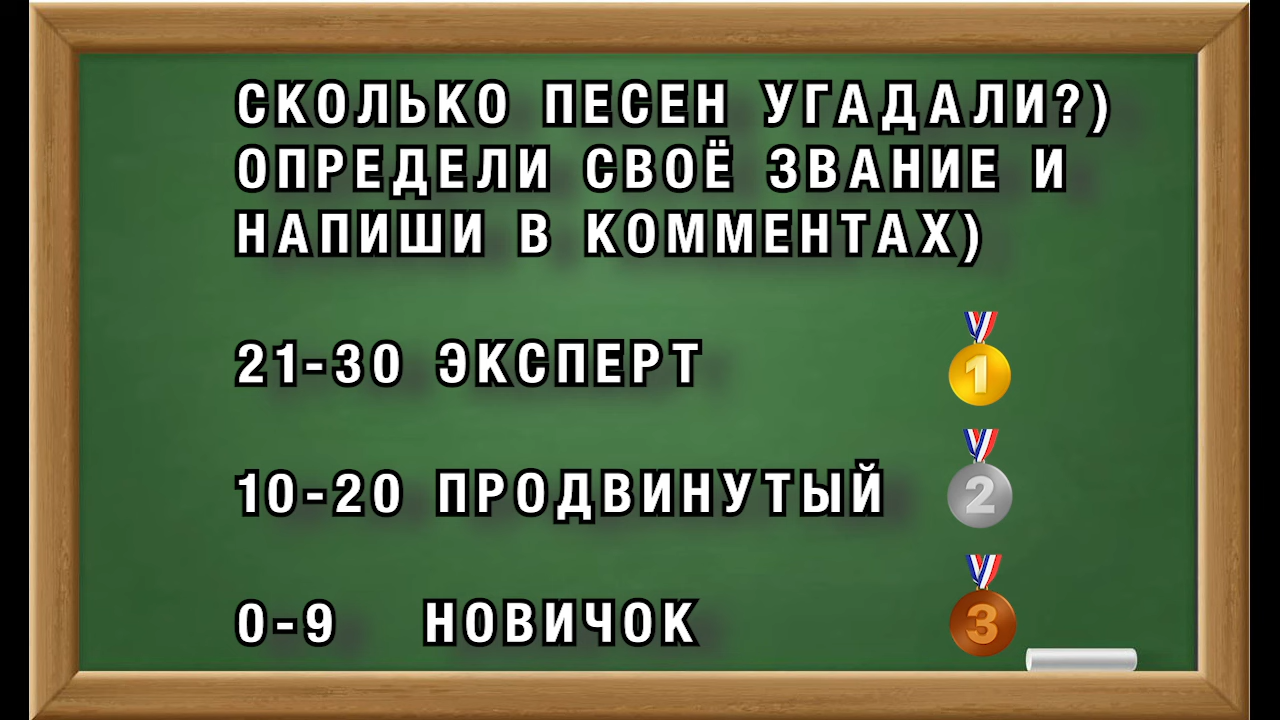 СКОЛЬКО ПЕСЕН УГАДАЛИ?)
ОПРЕДЕЛИ СВОЁ ЗВАНИЕ И
НАПИШИ В КОММЕНТАХ)
21-30 ЭКСПЕРТ 1
10-20 ПРОДВИНУТЫЙ 2
0-9 НОВИЧОК 3